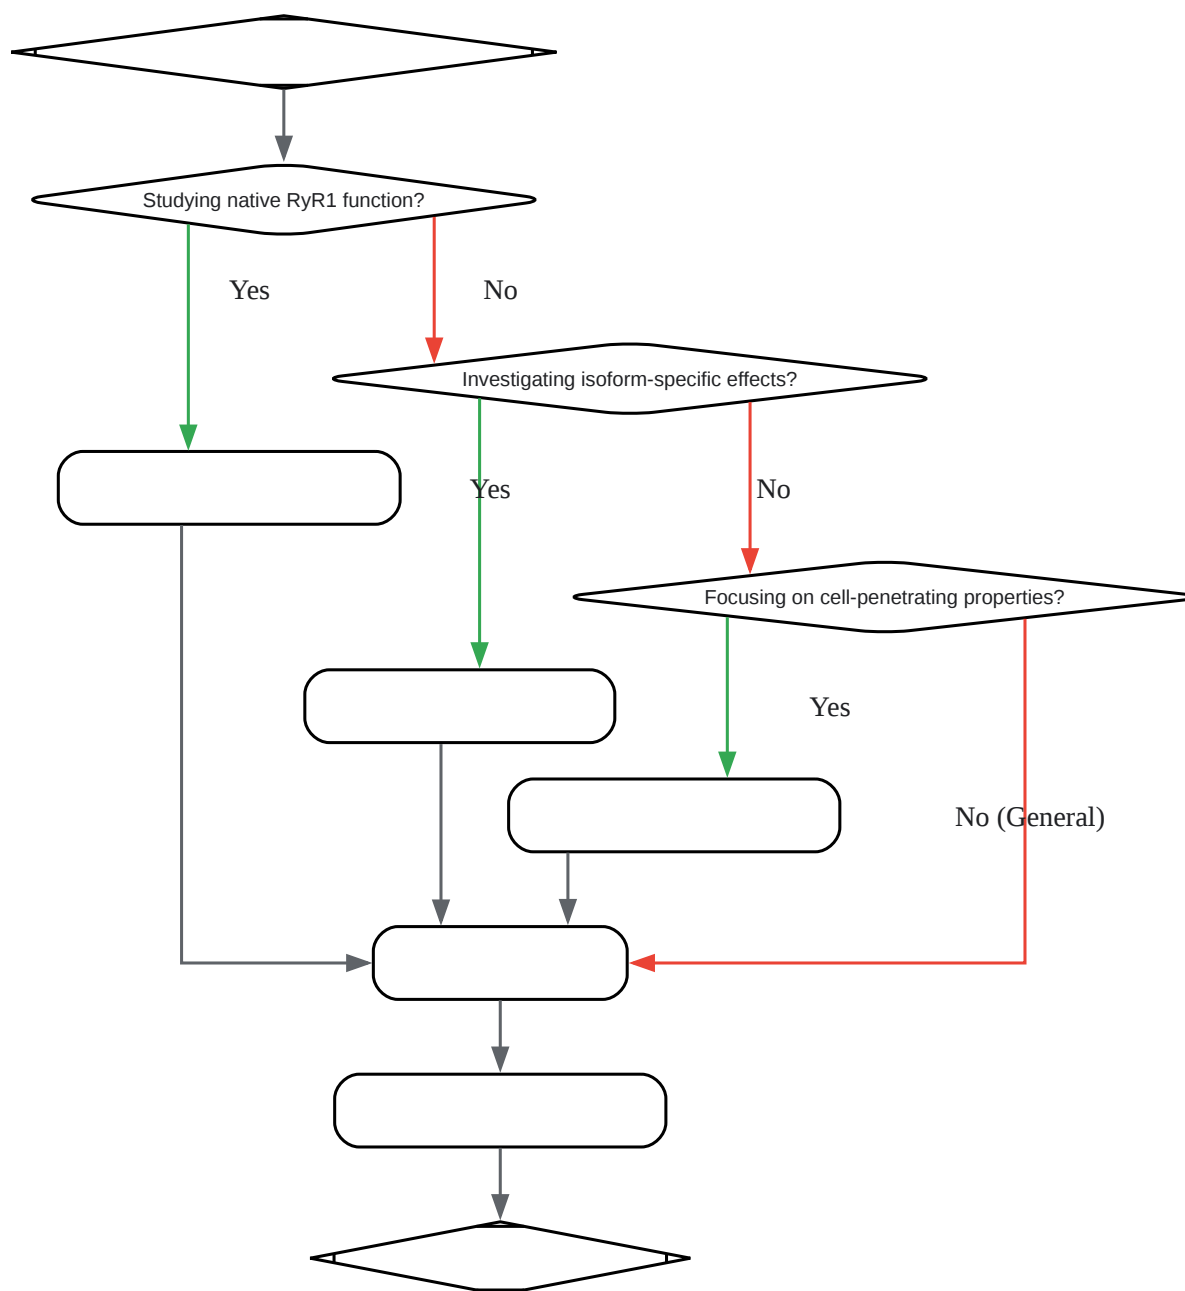 Studying native RyR1 function?
Yes
No
Investigating isoform-specific effects?
Yes
No
Focusing on cell-penetrating properties?
Yes
No (General)